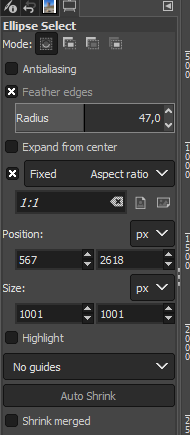 Ellipse Select
Mode:
Antialiasing
Feather edges
Radius 47,0
Expand from center
Fixed Aspect ratio
1:1
Position: px
567 2618
Size: px
1001 1001
Highlight
No guides
Auto Shrink
Shrink merged